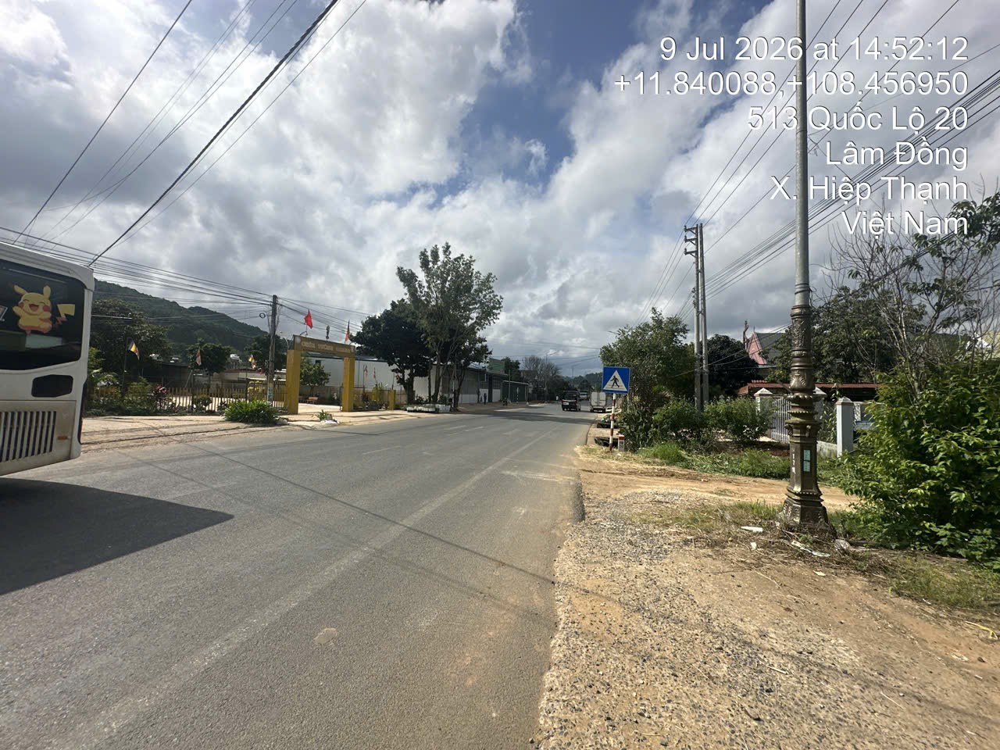 9 Jul 2026 at 14:52:12
+11.840088,+108.456950
513 Quốc Lộ 20
Lâm Đồng
X. Hiệp Thạnh
Việt Nam